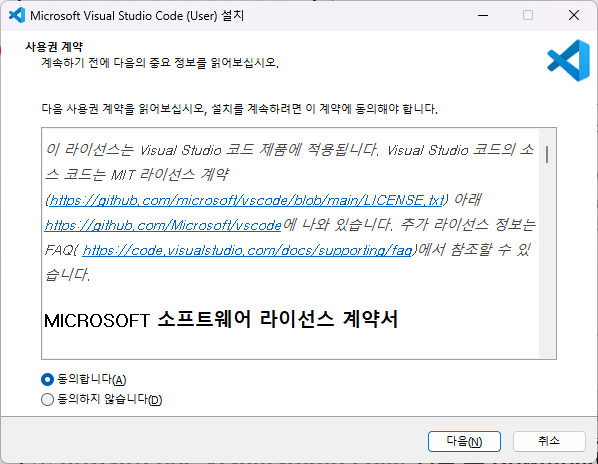 Microsoft Visual Studio Code (User) 설치
사용권 계약
계속하기 전에 다음의 중요 정보를 읽어보십시오.
다음 사용권 계약을 읽어보십시오, 설치를 계속하려면 이 계약에 동의해야 합니다.
이 라이선스는 Visual Studio 코드 제품에 적용됩니다. Visual Studio 코드의 소
스 코드는 MIT 라이선스 계약
(https://github.com/microsoft/vscode/blob/main/LICENSE.txt) 아래
https://github.com/Microsoft/vscode에 나와 있습니다. 추가 라이선스 정보는
FAQ( https://code.visualstudio.com/docs/supporting/faq)에서 참조할 수 있
습니다.
MICROSOFT 소프트웨어 라이선스 계약서
동의합니다(A)
동의하지 않습니다(D)
다음(N)
취소